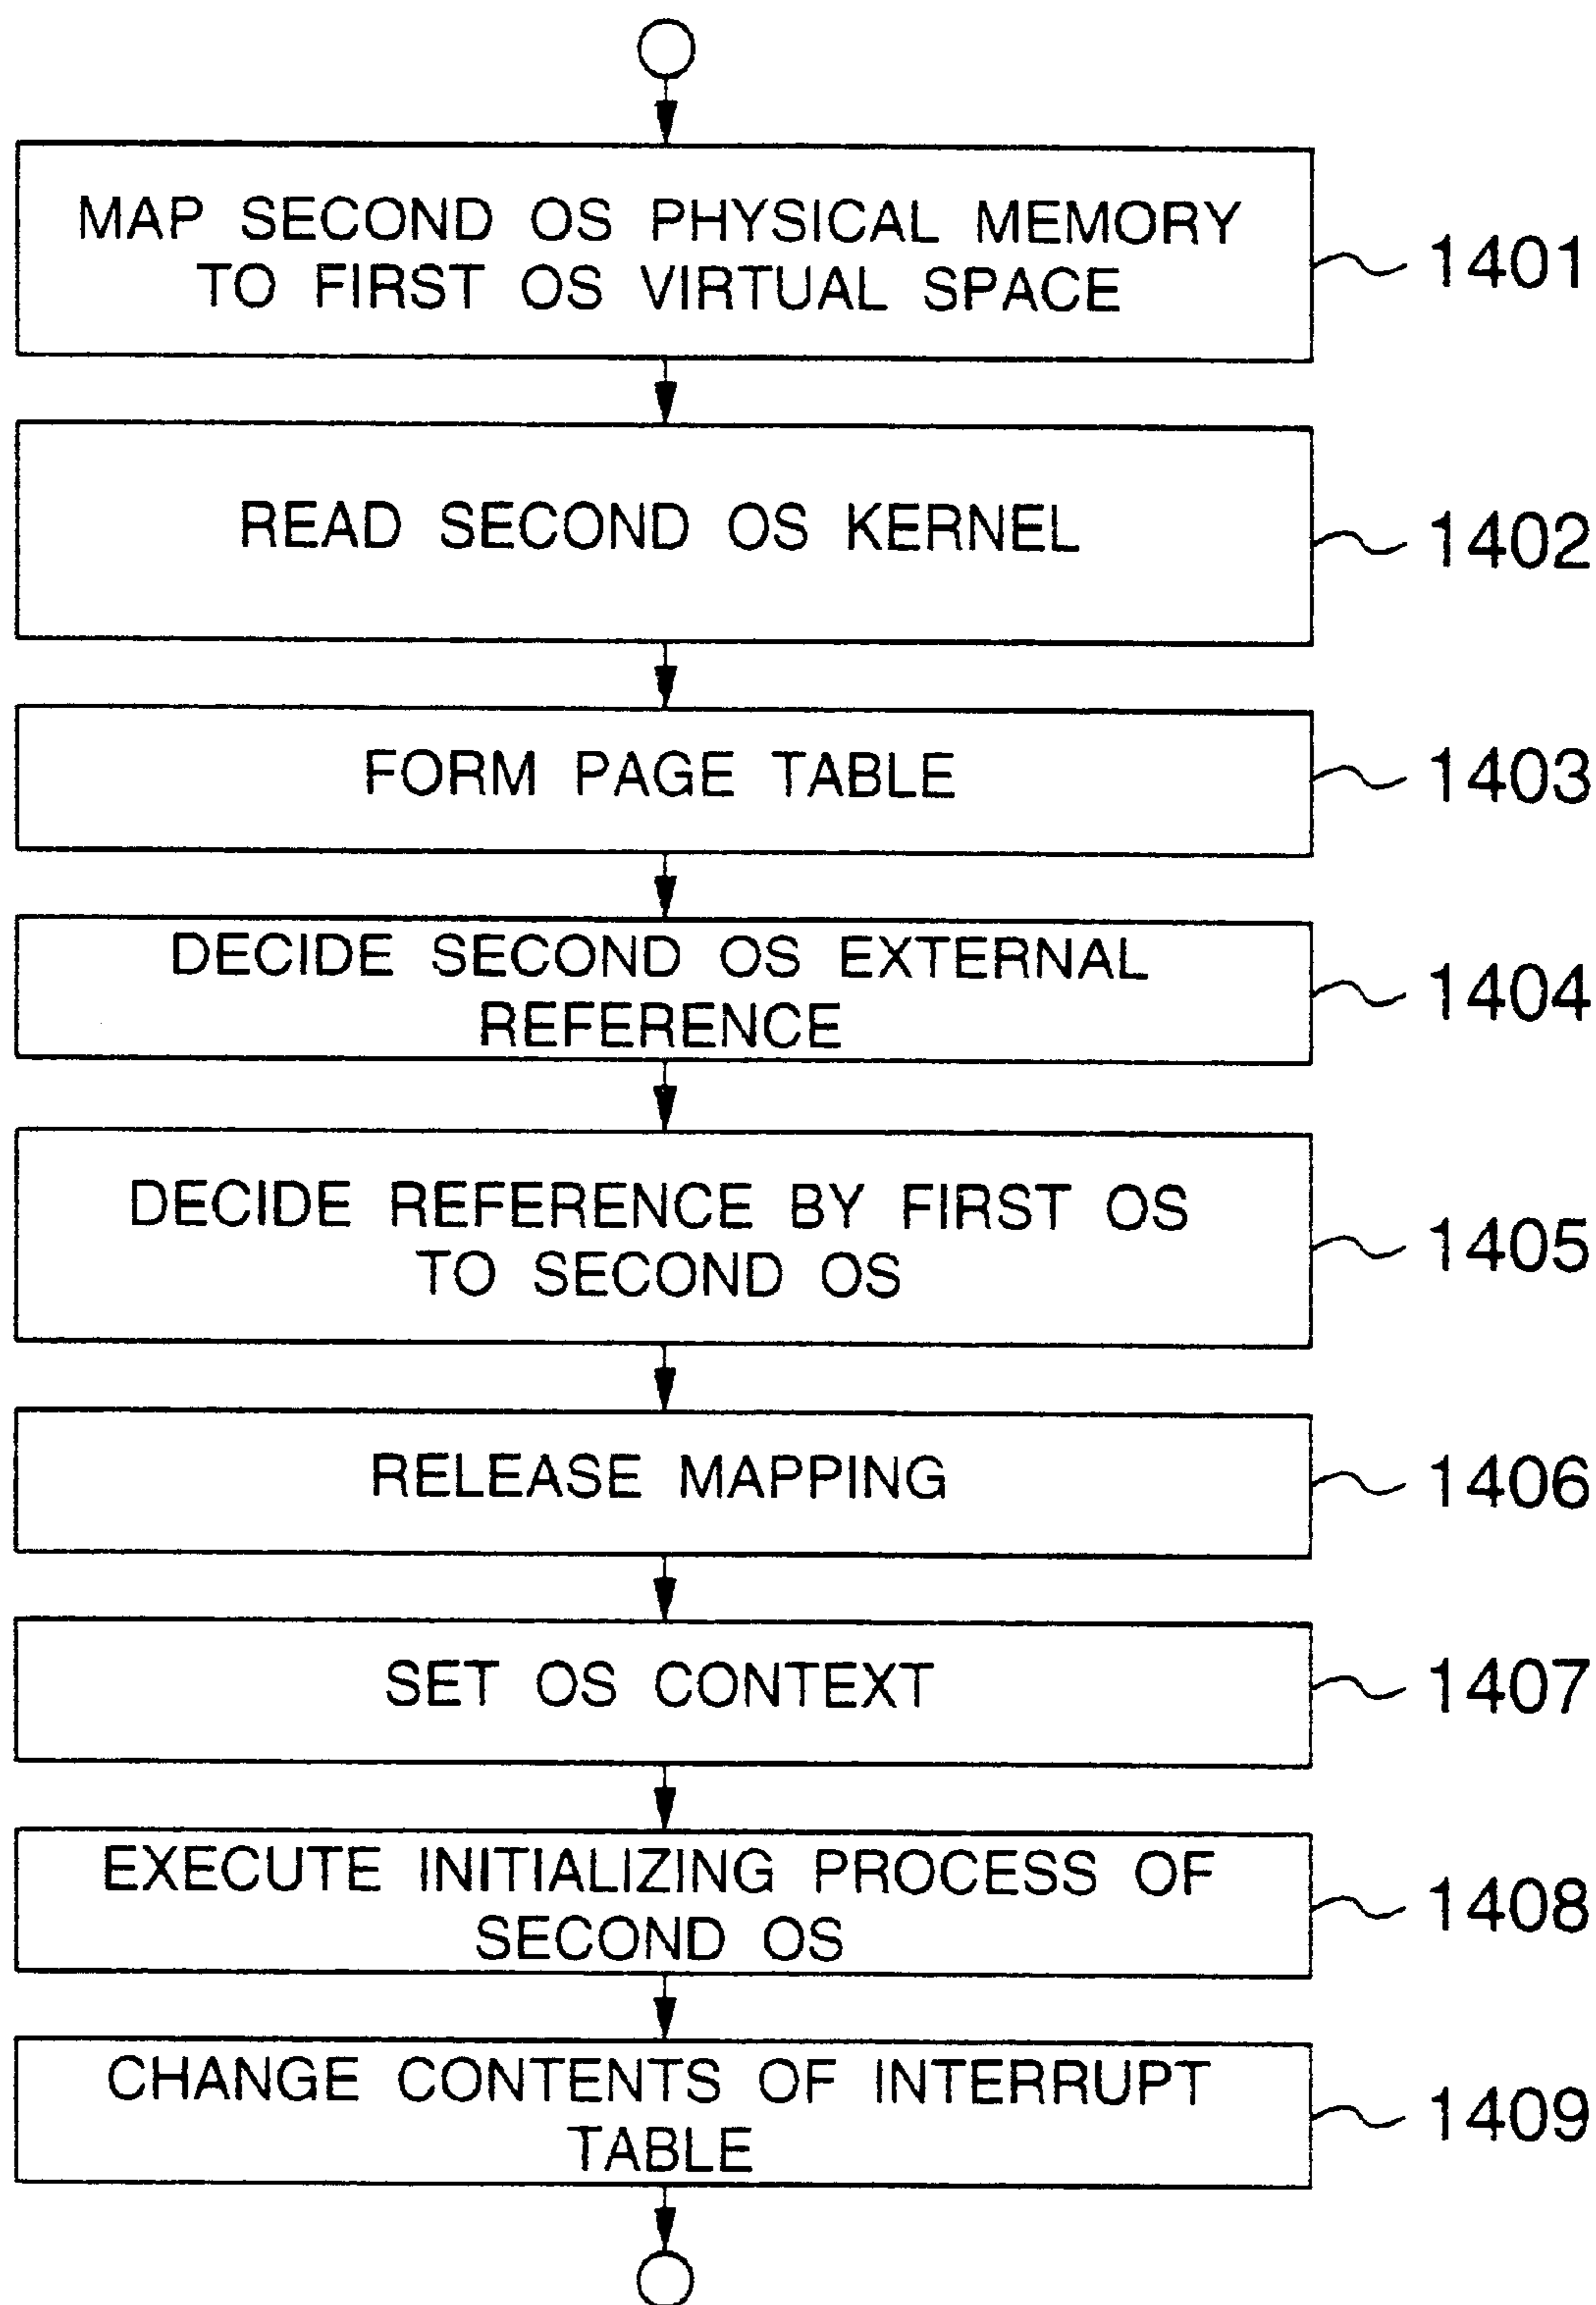 MAP SECOND OS PHYSICAL MEMORY
TO FIRST OS VIRTUAL SPACE
1401
READ SECOND OS KERNEL
1402
FORM PAGE TABLE
1403
DECIDE SECOND OS EXTERNAL
REFERENCE
1404
DECIDE REFERENCE BY FIRST OS
TO SECOND OS
1405
RELEASE MAPPING
1406
SET OS CONTEXT
1407
EXECUTE INITIALIZING PROCESS OF
SECOND OS
1408
CHANGE CONTENTS OF INTERRUPT
TABLE
1409